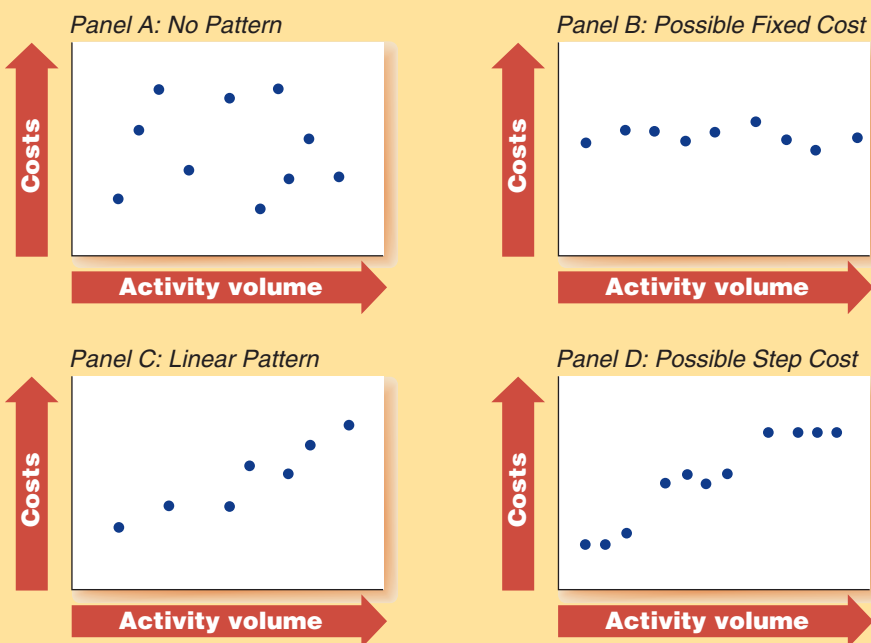 Panel A: No Pattern
Costs
Activity volume
Panel B: Possible Fixed Cost
Costs
Activity volume
Panel C: Linear Pattern
Costs
Activity volume
Panel D: Possible Step Cost
Costs
Activity volume